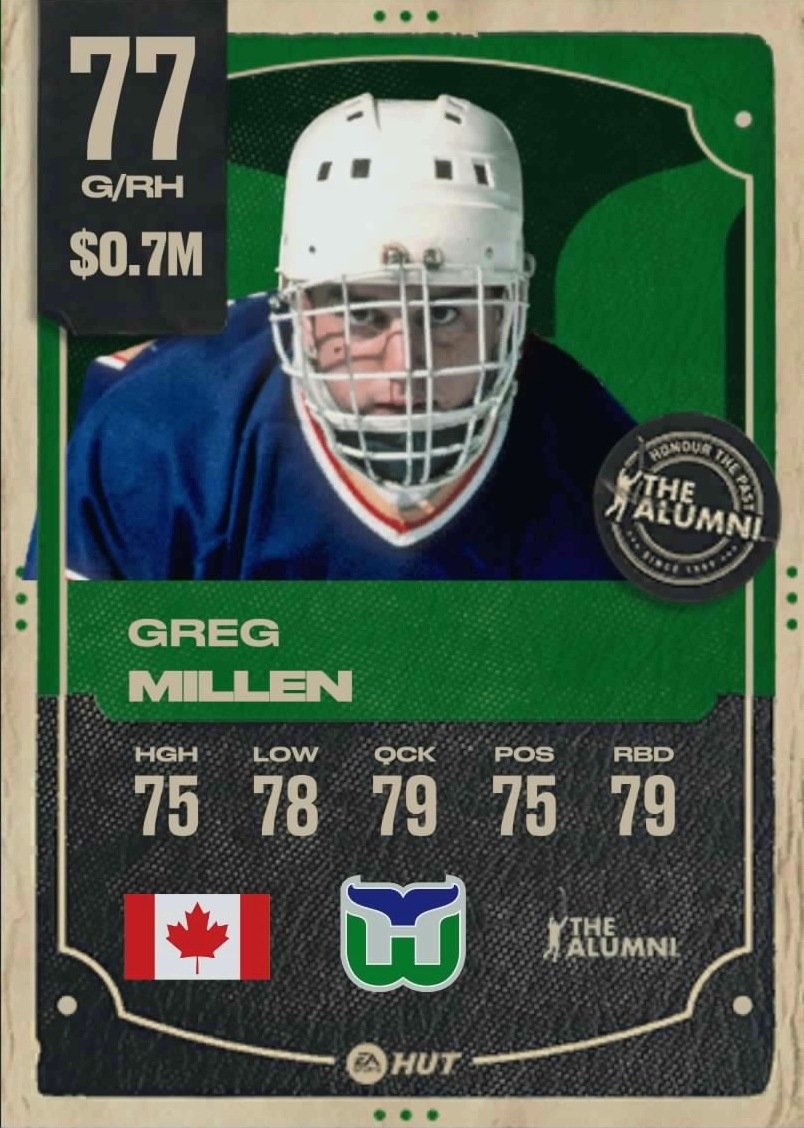 77
G/RH
$0.7M
HONOUR THE PAST
THE
ALUMNI
GREG
MILLEN
HGH LOW QCK POS RBD
75 78 79 75 79
THE
ALUMNI
EA
HUT